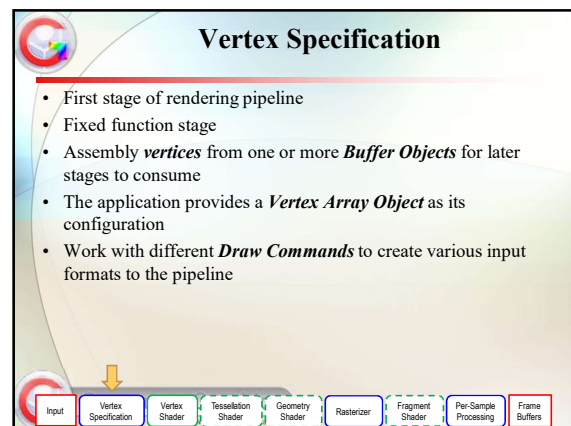 Vertex Specification
• First stage of rendering pipeline
• Fixed function stage
• Assembly vertices from one or more Buffer Objects for later
stages to consume
• The application provides a Vertex Array Object as its
configuration
• Work with different Draw Commands to create various input
formats to the pipeline
Input
Vertex
Specification
Vertex
Shader
Tessellation
Shader
Geometry
Shader
Rasterizer
Fragment
Shader
Per-Sample
Processing
Frame
Buffers